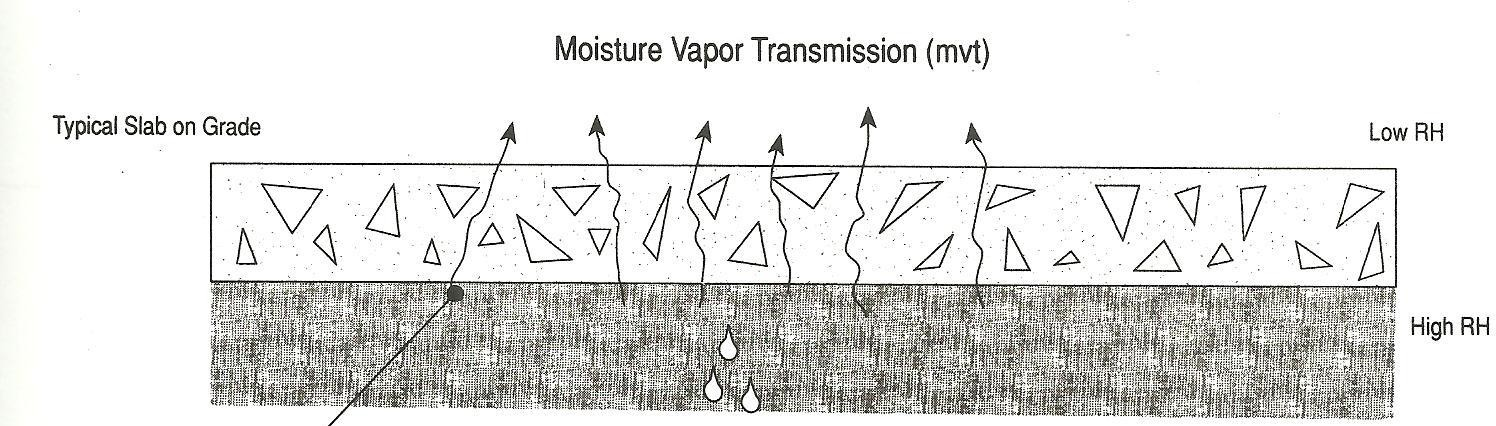 Moisture Vapor Transmission (mvt)
Typical Slab on Grade
Low RH
High RH